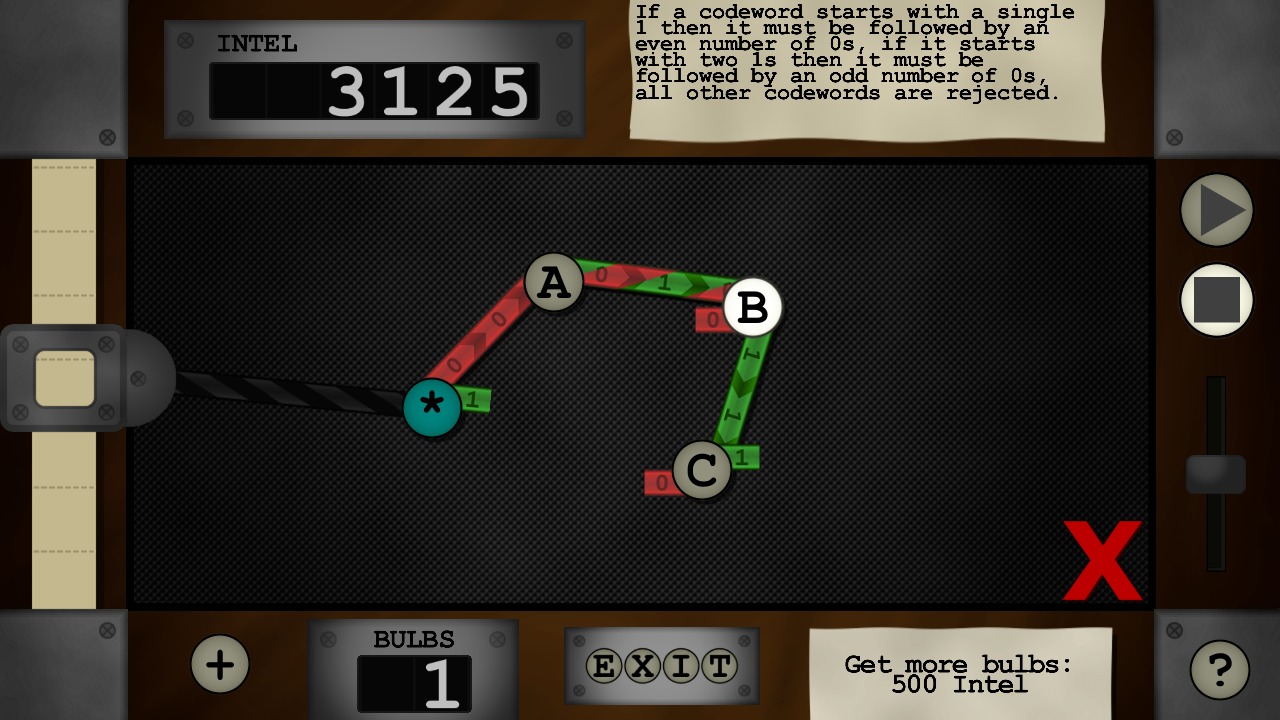 If a codeword starts with a single
1 then it must be followed by an
even number of 0s, if it starts
with two 1s then it must be
followed by an odd number of 0s,
all other codewords are rejected.
INTEL
3125
A
0 1
B
0
0
0
*
1
1
1
C
1
0
X
+
BULBS
1
EXIT
Get more bulbs:
500 Intel
?